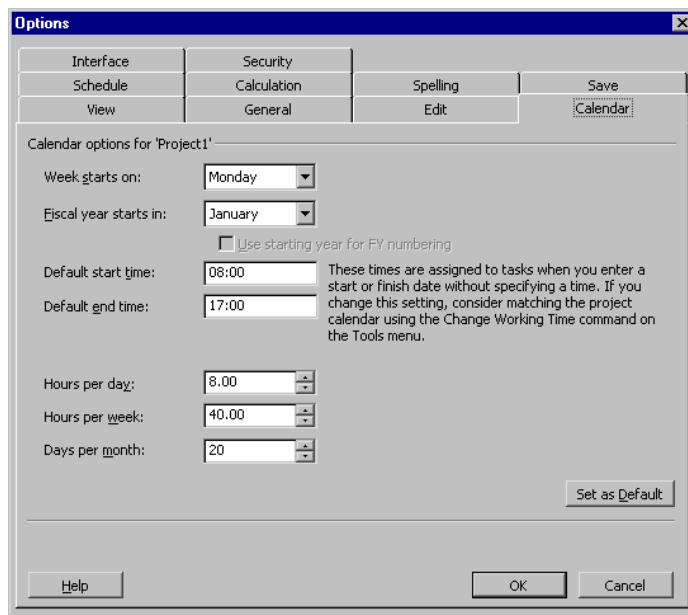 Options
Interface Security
Schedule Calculation Spelling Save
View General Edit Calendar
Calendar options for 'Project1'
Week starts on: Monday
Fiscal year starts in: January
Use starting year for FY numbering
Default start time: 08:00
Default end time: 17:00
These times are assigned to tasks when you enter a
start or finish date without specifying a time. If you
change this setting, consider matching the project
calendar using the Change Working Time command on
the Tools menu.
Hours per day: 8.00
Hours per week: 40.00
Days per month: 20
Set as Default
Help OK Cancel